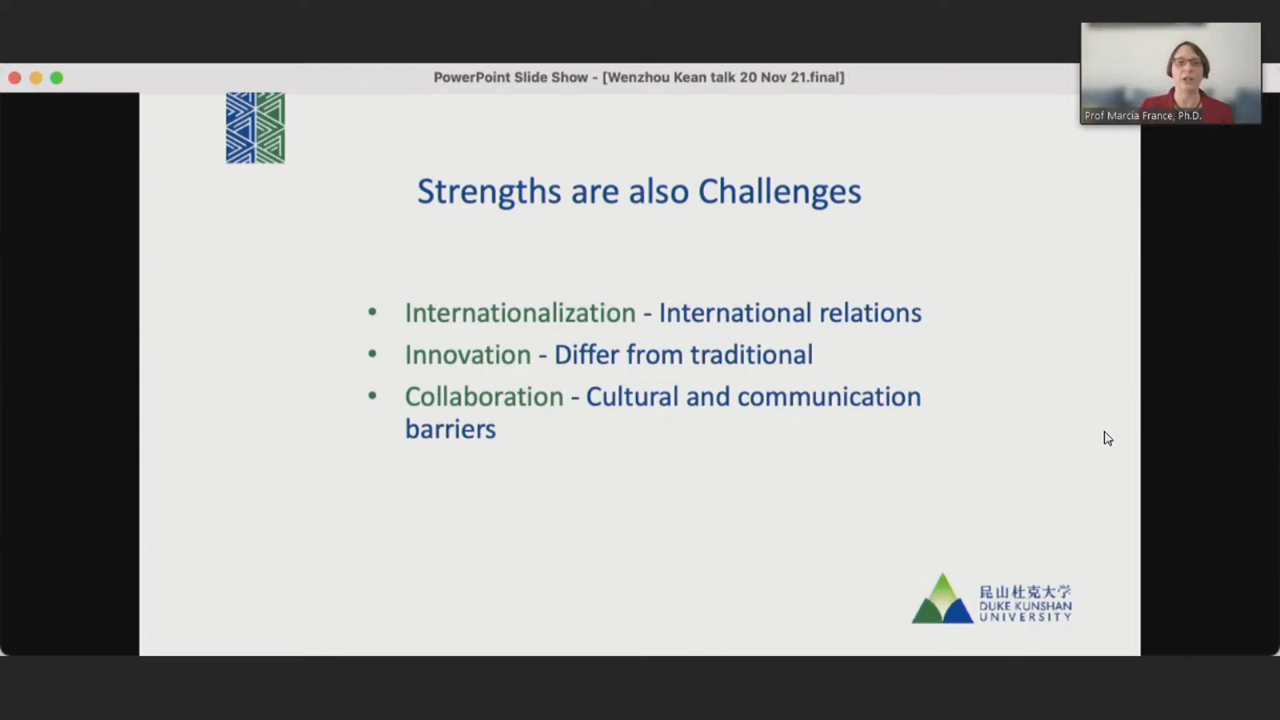 PowerPoint Slide Show - [Wenzhou Kean talk 20 Nov 21.final]
Prof Marcia France, Ph.D.
Strengths are also Challenges
• Internationalization - International relations
• Innovation - Differ from traditional
• Collaboration - Cultural and communication
barriers
昆山杜克大学
DUKE KUNSHAN
UNIVERSITY